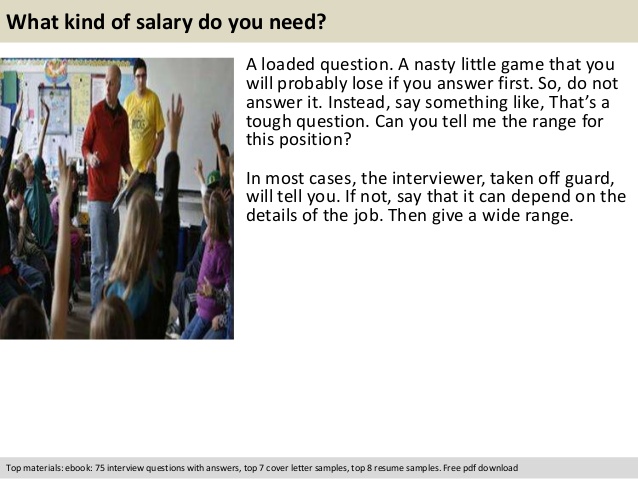 What kind of salary do you need?
A loaded question. A nasty little game that you
will probably lose if you answer first. So, do not
answer it. Instead, say something like, That's a
tough question. Can you tell me the range for
this position?
In most cases, the interviewer, taken off guard,
will tell you. If not, say that it can depend on the
details of the job. Then give a wide range.
Top materials: ebook: 75 interview questions with answers, top 7 cover letter samples, top 8 resume samples. Free pdf download